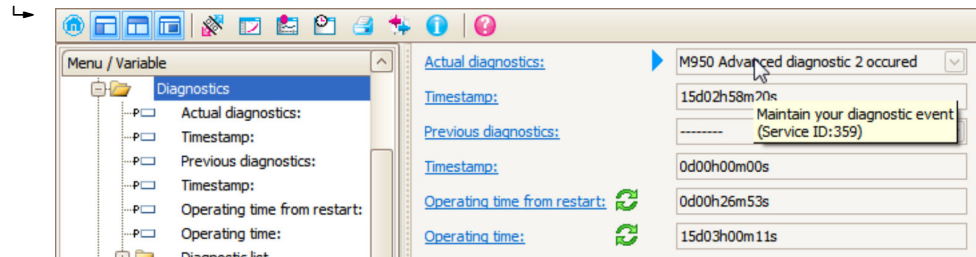 Menu / Variable
Diagnostics
Actual diagnostics:
Timestamp:
Previous diagnostics:
Timestamp:
Operating time from restart:
Operating time:
Diagnostic list
Actual diagnostics: M950 Advanced diagnostic 2 occured
Timestamp: 15d02h58m20s
Maintain your diagnostic event
(Service ID:359)
Previous diagnostics: --------
Timestamp: 0d00h00m00s
Operating time from restart: 0d00h26m53s
Operating time: 15d03h00m11s